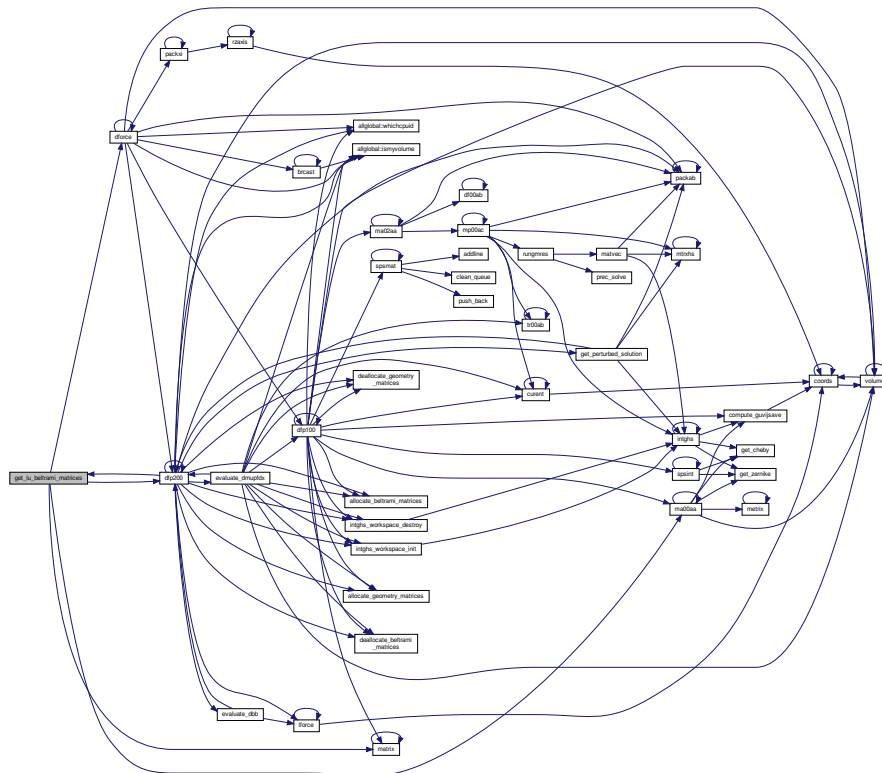 packxi
rzaxis
dforce
allglobal::whichcpuid
allglobal::ismyvolume
brcast
packab
df00ab
ma02aa
mp00ac
addline
rungmres
matvec
mtrxhs
spsmat
clean_queue
prec_solve
push_back
tr00ab
get_perturbed_solution
deallocate_geometry
_matrices
coords
volume
curent
compute_guvijsave
dfp100
intghs
get_cheby
get_lu_beltrami_matrices
dfp200
evaluate_dmupfdx
spsint
get_zernike
allocate_beltrami_matrices
ma00aa
metrix
intghs_workspace_destroy
intghs_workspace_init
allocate_geometry_matrices
deallocate_beltrami
_matrices
evaluate_dbb
lforce
matrix